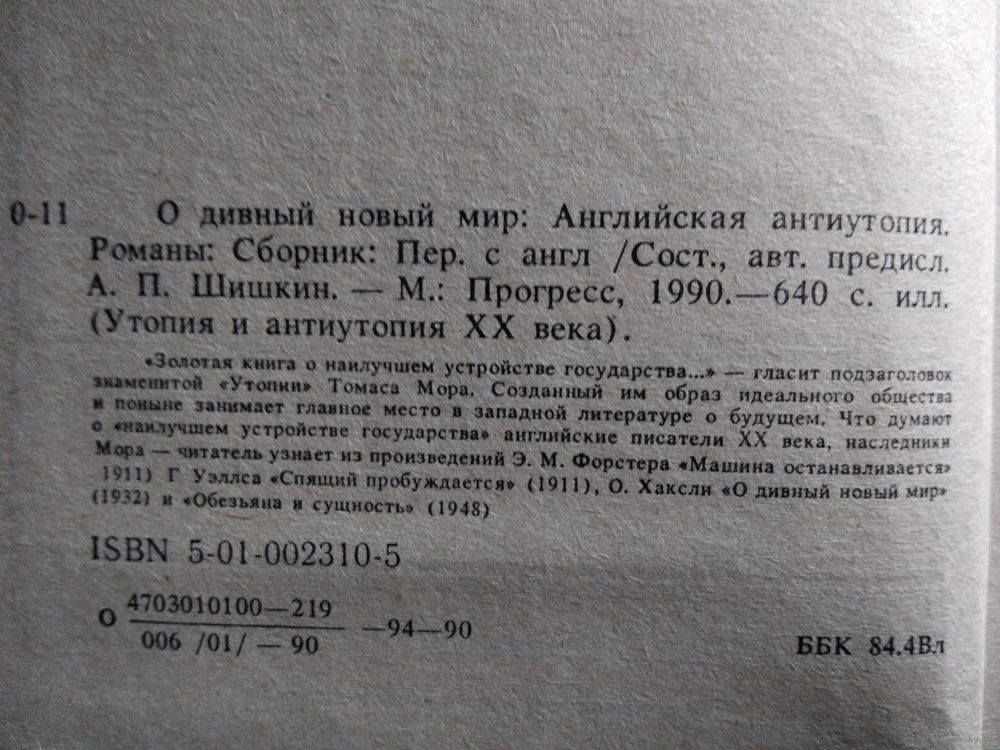 0-11 О дивный новый мир: Английская антиутопия.
Романы: Сборник: Пер. с англ /Сост., авт. предисл.
А. П. Шишкин. — М.: Прогресс, 1990.—640 с. илл.
(Утопия и антиутопия XX века).
«Золотая книга о наилучшем устройстве государства...» — гласит подзаголовок
знаменитой «Утопии» Томаса Мора. Созданный им образ идеального общества
и поныне занимает главное место в западной литературе о будущем. Что думают
о «наилучшем устройстве государства» английские писатели XX века, наследники
Мора — читатель узнает из произведений Э. М. Форстера «Машина останавливается»
1911) Г Уэллса «Спящий пробуждается» (1911), О. Хаксли «О дивный новый мир»
(1932) и «Обезьяна и сущность» (1948)
ISBN 5-01-002310-5
О 4703010100—219
006 /01/ — 90 —94—90
ББК 84.4Вл